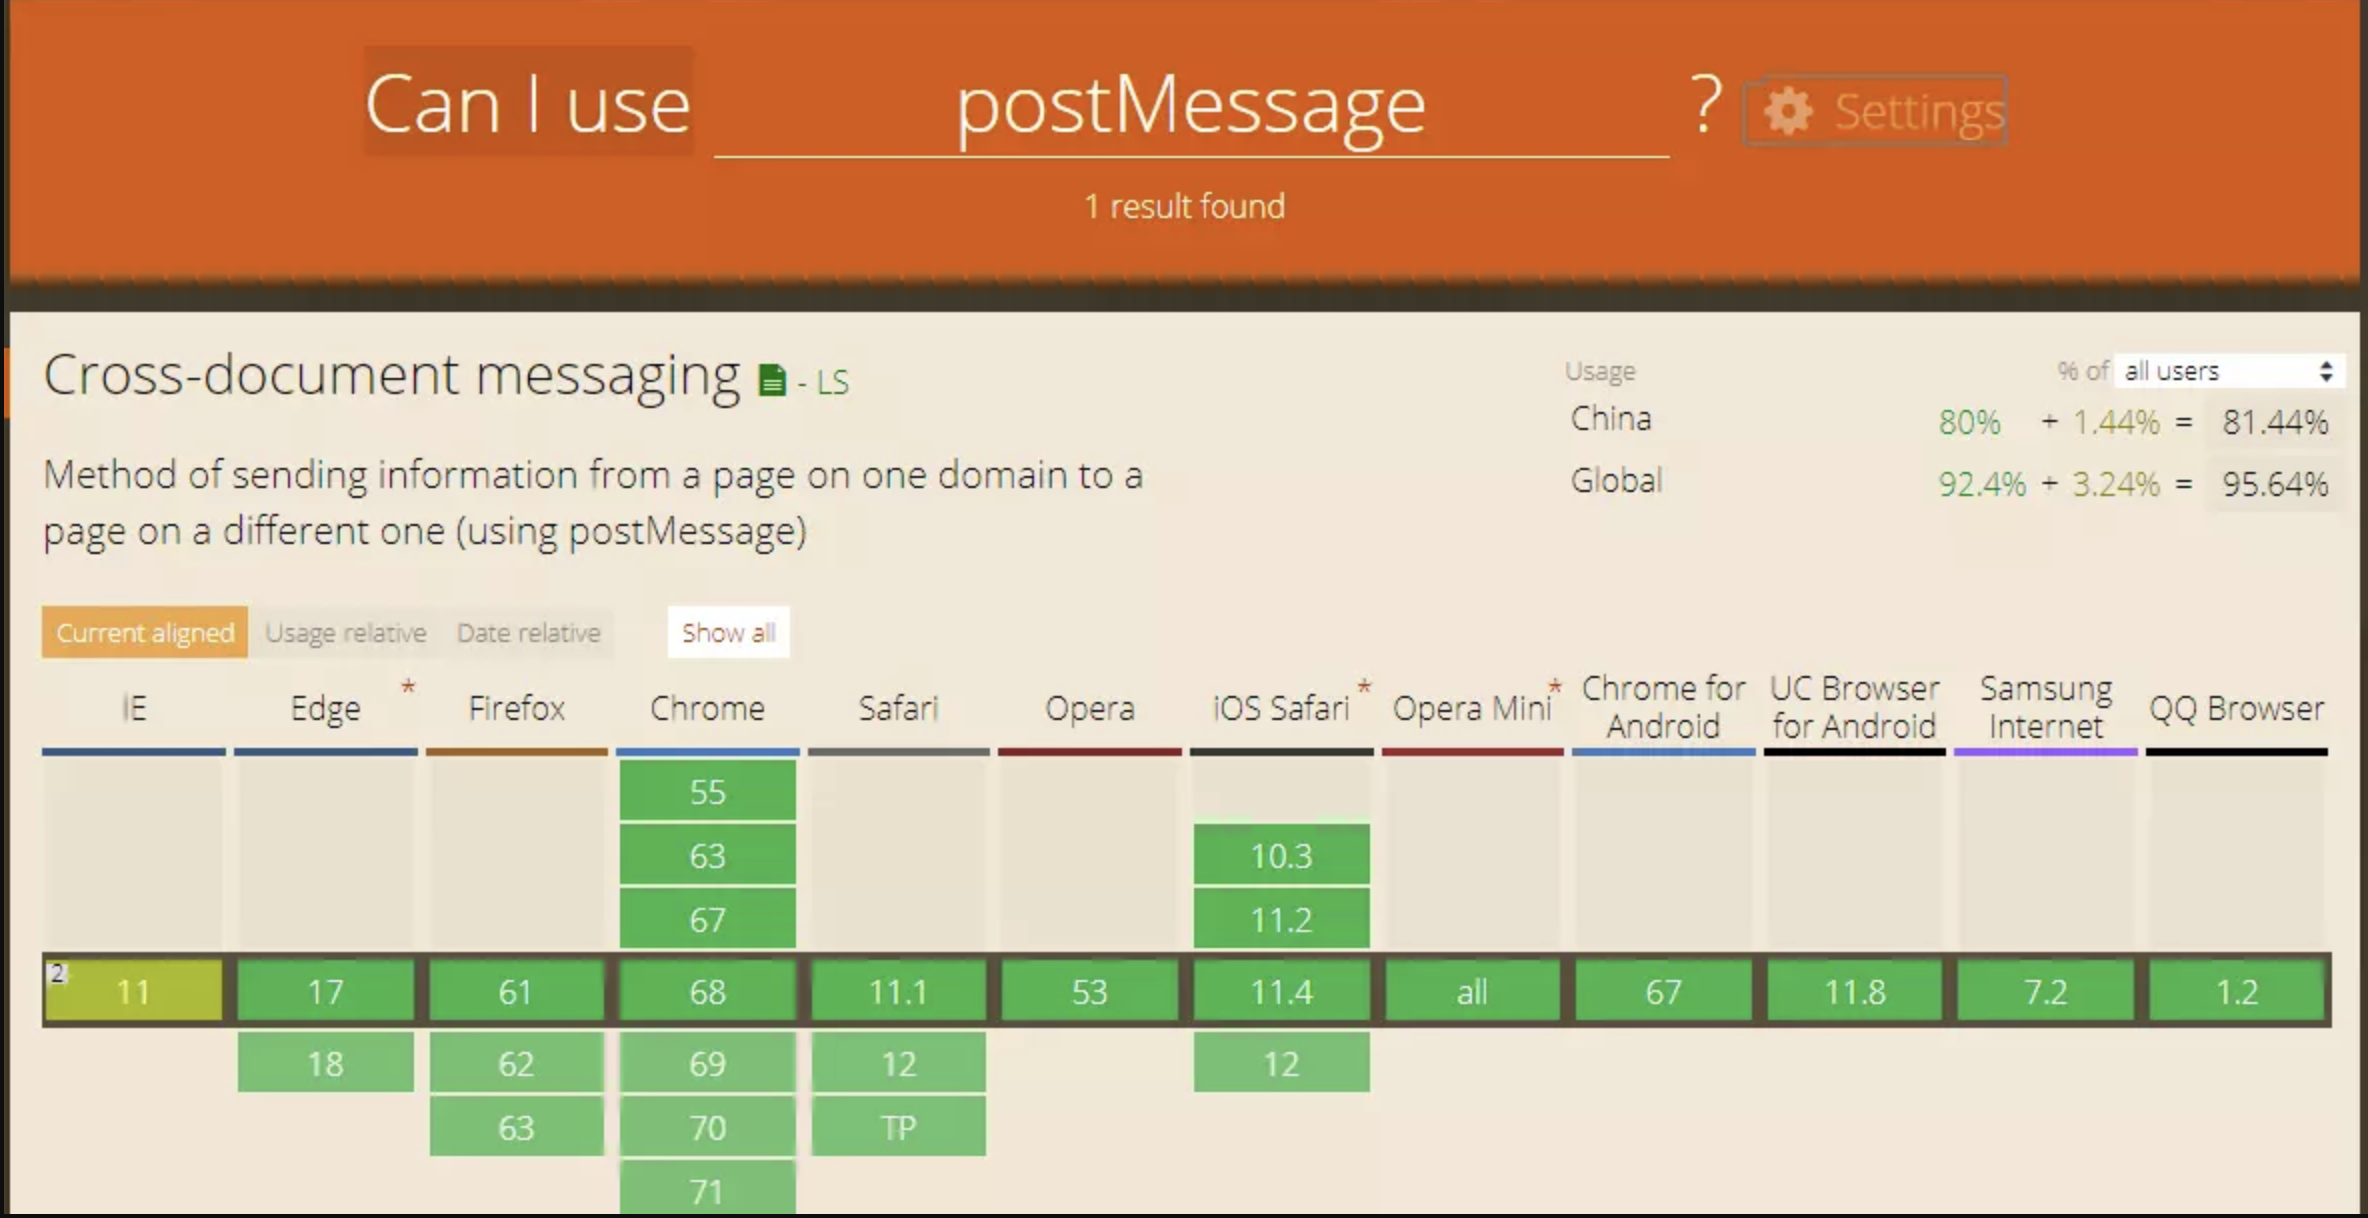 Can I use postMessage ? Settings
1 result found
Cross-document messaging - LS
Usage % of all users
China 80% + 1.44% = 81.44%
Global 92.4% + 3.24% = 95.64%
Method of sending information from a page on one domain to a
page on a different one (using postMessage)
Current aligned Usage relative Date relative Show all
IE Edge * Firefox Chrome Safari Opera iOS Safari * Opera Mini * Chrome for Android UC Browser for Android Samsung Internet QQ Browser
55
63 10.3
67 11.2
2 11 17 61 68 11.1 53 11.4 all 67 11.8 7.2 1.2
18 62 69 12 12
63 70 TP
71